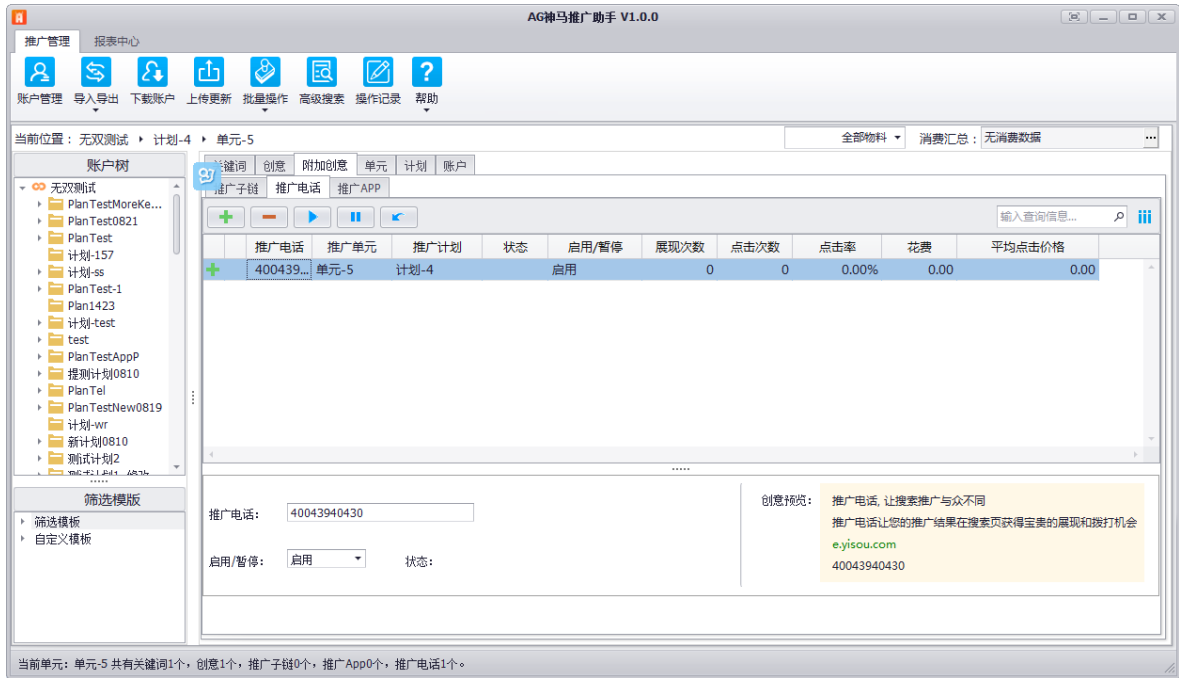 AG神马推广助手 V1.0.0
推广管理 报表中心
账户管理 导入导出 下载账户 上传更新 批量操作 高级搜索 操作记录 帮助
当前位置： 无双测试 计划-4 单元-5 全部物料 消费汇总： 无消费数据 ...
账户树
无双测试
PlanTestMoreKe...
PlanTest0821
PlanTest
计划-157
计划-ss
PlanTest-1
Plan1423
计划-test
test
PlanTestAppP
提测计划0810
PlanTel
PlanTestNew0819
计划-wr
新计划0810
测试计划2
筛选模版
筛选模板
自定义模板
关键词 创意 附加创意 单元 计划 账户
推广子链 推广电话 推广APP
输入查询信息...
推广电话 推广单元 推广计划 状态 启用/暂停 展现次数 点击次数 点击率 花费 平均点击价格
400439... 单元-5 计划-4 启用 0 0 0.00% 0.00 0.00
推广电话： 40043940430
启用/暂停： 启用 状态：
创意预览： 推广电话, 让搜索推广与众不同
推广电话让您的推广结果在搜索页获得宝贵的展现和拨打机会
e.yisou.com
40043940430
当前单元：单元-5 共有关键词1个，创意1个，推广子链0个，推广App0个，推广电话1个。